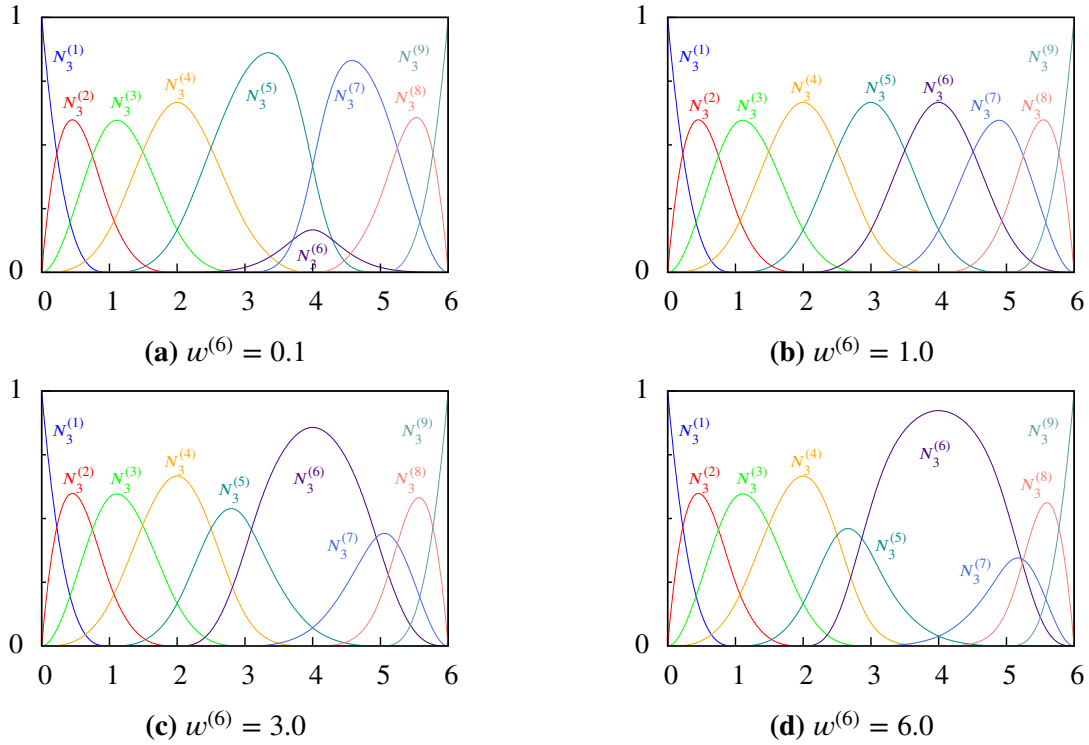 1 1
N₃⁽¹⁾ N₃⁽²⁾ N₃⁽³⁾ N₃⁽⁴⁾ N₃⁽⁵⁾ N₃⁽⁶⁾ N₃⁽⁷⁾ N₃⁽⁸⁾ N₃⁽⁹⁾
N₃⁽¹⁾ N₃⁽²⁾ N₃⁽³⁾ N₃⁽⁴⁾ N₃⁽⁵⁾ N₃⁽⁶⁾ N₃⁽⁷⁾ N₃⁽⁸⁾ N₃⁽⁹⁾
0 0
0 1 2 3 4 5 6 0 1 2 3 4 5 6
(a) w⁽⁶⁾ = 0.1 (b) w⁽⁶⁾ = 1.0
1 1
N₃⁽¹⁾ N₃⁽²⁾ N₃⁽³⁾ N₃⁽⁴⁾ N₃⁽⁵⁾ N₃⁽⁶⁾ N₃⁽⁷⁾ N₃⁽⁸⁾ N₃⁽⁹⁾
N₃⁽¹⁾ N₃⁽²⁾ N₃⁽³⁾ N₃⁽⁴⁾ N₃⁽⁵⁾ N₃⁽⁶⁾ N₃⁽⁷⁾ N₃⁽⁸⁾ N₃⁽⁹⁾
0 0
0 1 2 3 4 5 6 0 1 2 3 4 5 6
(c) w⁽⁶⁾ = 3.0 (d) w⁽⁶⁾ = 6.0